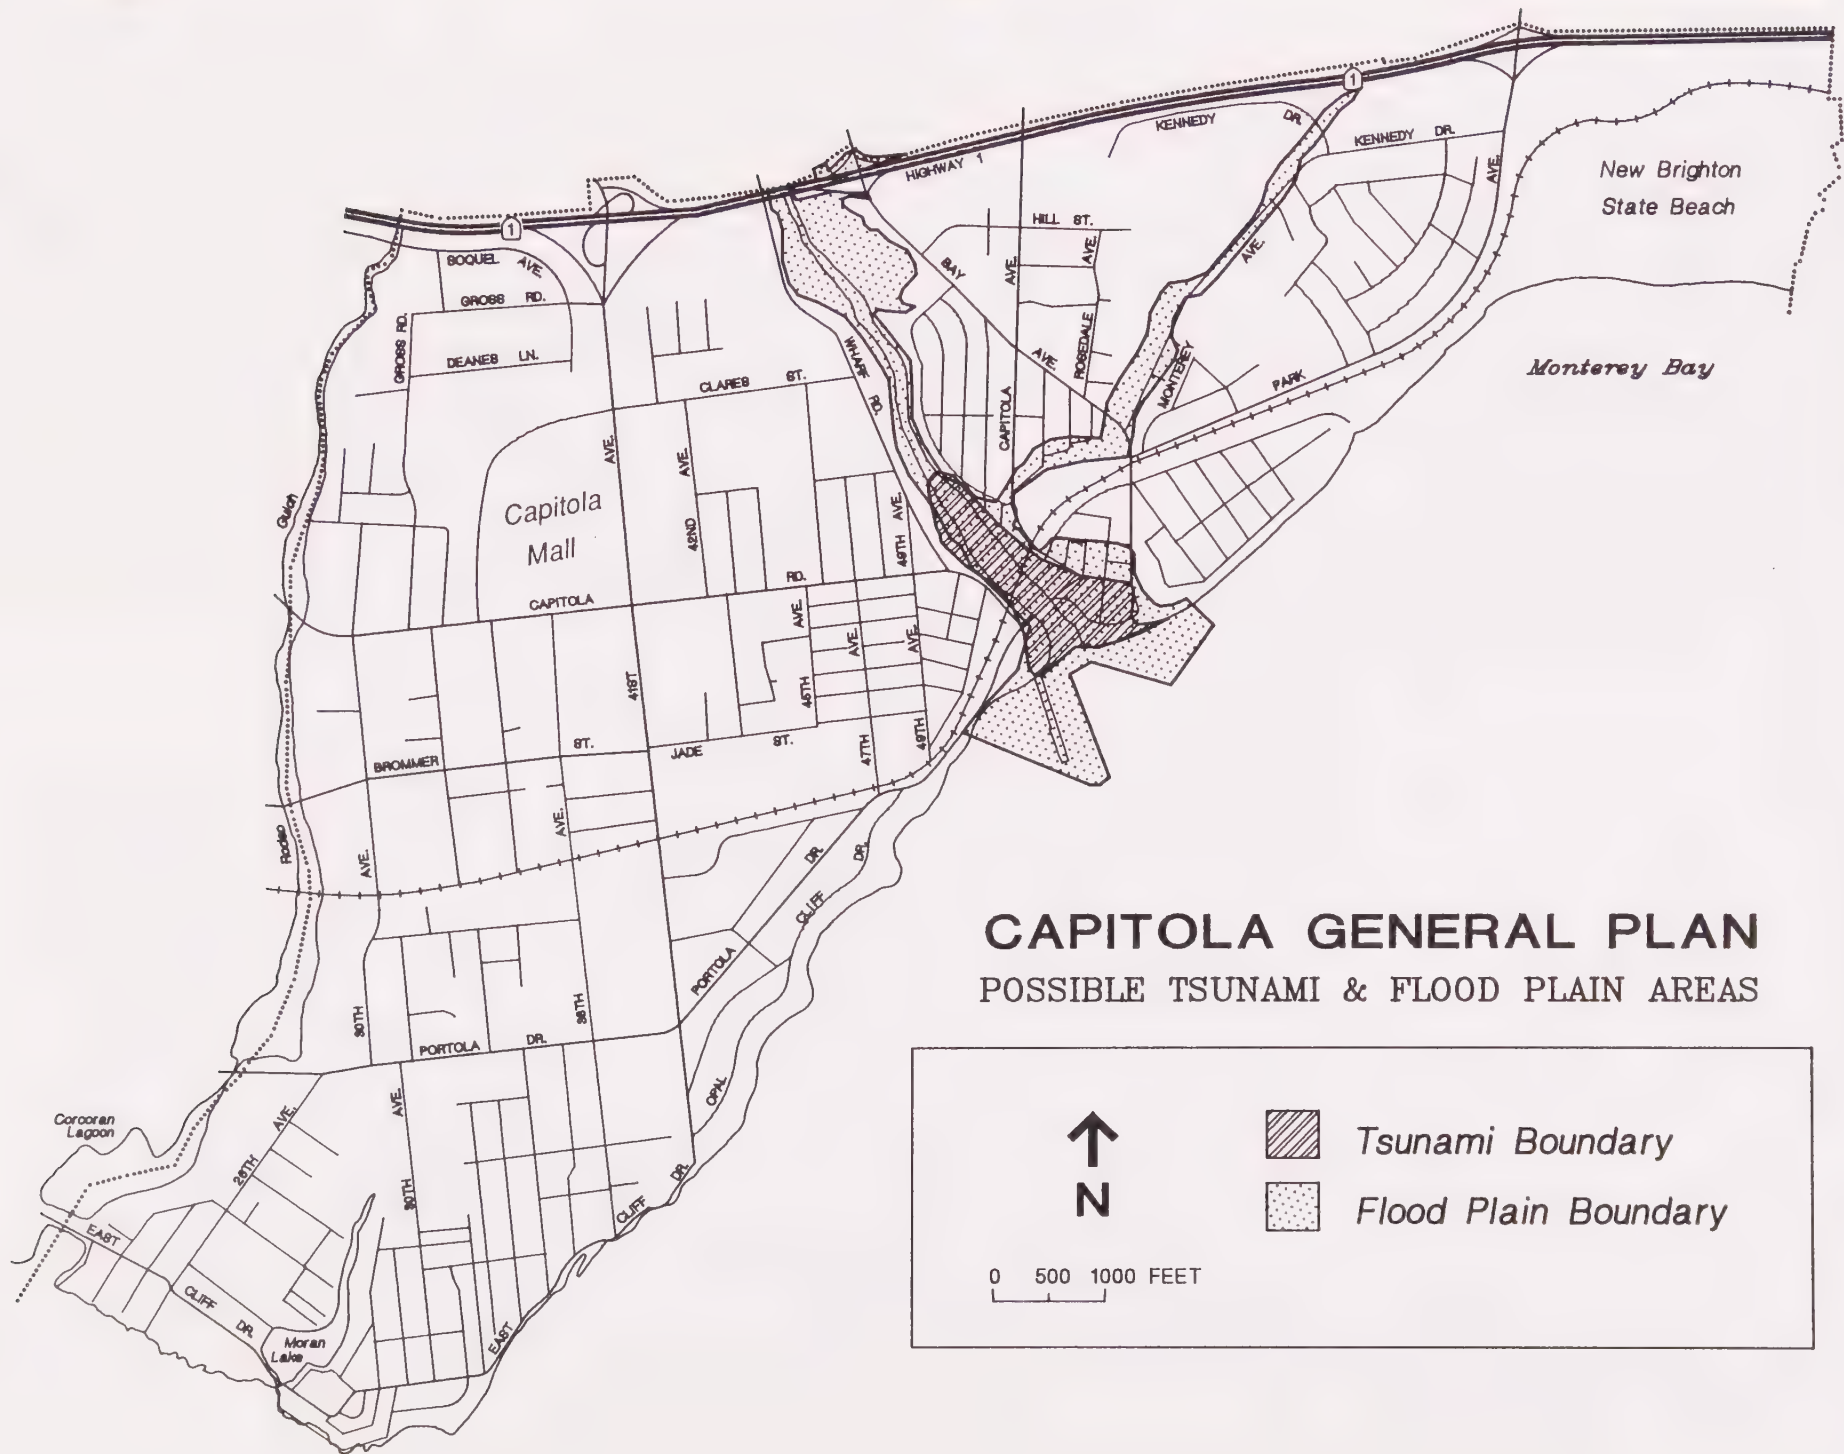 1
KENNEDY DR.
KENNEDY DR.
AVE.
New Brighton
State Beach
HIGHWAY 1
HILL ST.
AVE.
AVE.
1
SOQUEL AVE.
GROSS RD.
GROSS RD.
DEANES LN.
BAY AVE.
AVE.
ROSEDALE
MONTEREY
PARK
Monterey Bay
WHARF RD.
CLARES ST.
CAPITOLA
AVE.
AVE.
Gulch
Capitola
Mall
42ND
49TH AVE.
RD.
CAPITOLA
AVE.
AVE.
AVE.
41ST
45TH
BROMMER ST.
JADE ST.
47TH
49TH
Rodeo
AVE.
AVE.
DR.
DR.
CLIFF
CAPITOLA GENERAL PLAN
POSSIBLE TSUNAMI & FLOOD PLAIN AREAS
PORTOLA
30TH
38TH
PORTOLA DR.
OPAL
Corcoran
Lagoon
AVE.
AVE.
26TH
30TH
CLIFF DR.
EAST
CLIFF DR.
EAST
Moran
Lake
N
0 500 1000 FEET
Tsunami Boundary
Flood Plain Boundary